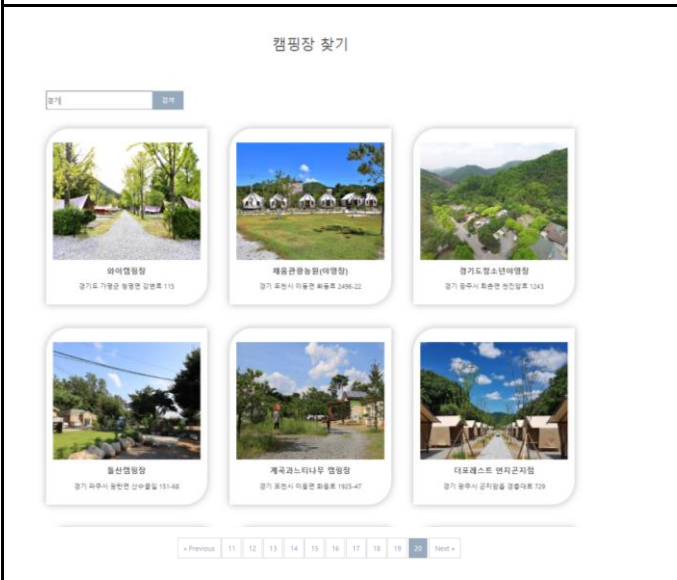 캠핑장 찾기
경기
검색
와이캠핑장
경기도 가평군 청평면 강변로 115
재움관광농원(야영장)
경기 포천시 이동면 화동로 2496-22
경기도청소년야영장
경기 광주시 퇴촌면 천진암로 1243
돌산캠핑장
경기 파주시 광탄면 산수골길 151-68
계곡과느티나무 캠핑장
경기 포천시 이동면 화동로 1925-47
더포레스트 연지곤지점
경기 광주시 곤지암읍 경충대로 729
« Previous 11 12 13 14 15 16 17 18 19 20 Next »